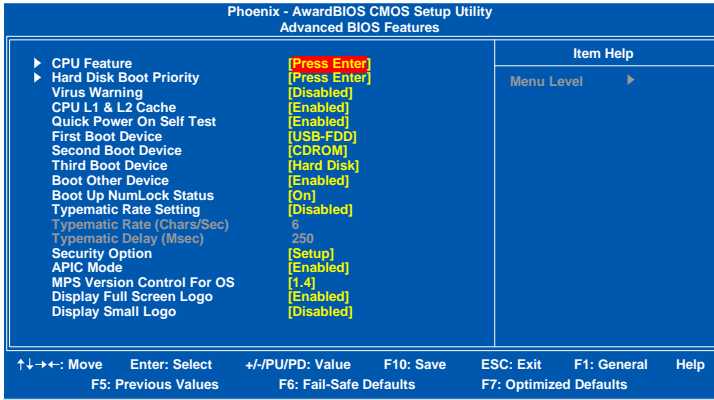 Phoenix - AwardBIOS CMOS Setup Utility
Advanced BIOS Features
Item Help
CPU Feature [Press Enter]
Hard Disk Boot Priority [Press Enter]
Menu Level
Virus Warning [Disabled]
CPU L1 & L2 Cache [Enabled]
Quick Power On Self Test [Enabled]
First Boot Device [USB-FDD]
Second Boot Device [CDROM]
Third Boot Device [Hard Disk]
Boot Other Device [Enabled]
Boot Up NumLock Status [On]
Typematic Rate Setting [Disabled]
Typematic Rate (Chars/Sec) 6
Typematic Delay (Msec) 250
Security Option [Setup]
APIC Mode [Enabled]
MPS Version Control For OS [1.4]
Display Full Screen Logo [Enabled]
Display Small Logo [Disabled]
↑↓→←: Move Enter: Select +/-/PU/PD: Value F10: Save ESC: Exit F1: General Help
F5: Previous Values F6: Fail-Safe Defaults F7: Optimized Defaults